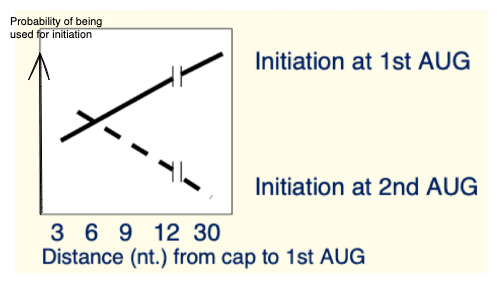 Probability of being
used for initiation
Initiation at 1st AUG
Initiation at 2nd AUG
3 6 9 12 30
Distance (nt.) from cap to 1st AUG